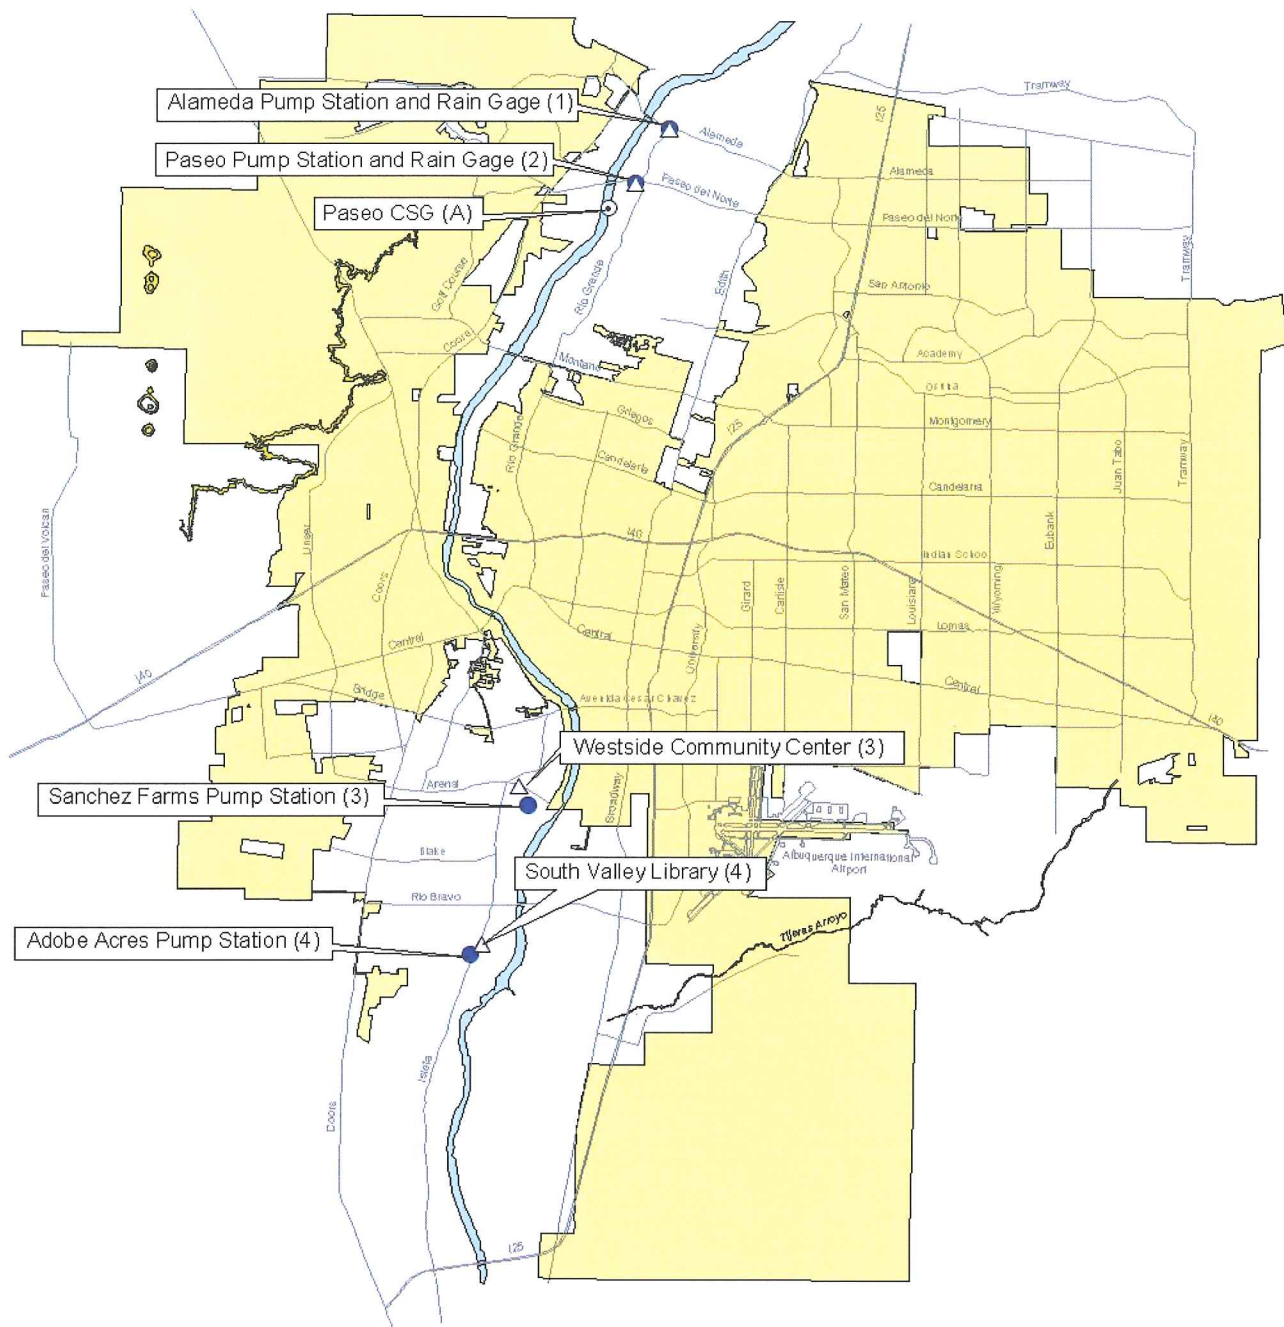 Tramway
Alameda Pump Station and Rain Gage (1)
I25
Alameda
Paseo Pump Station and Rain Gage (2)
Alameda
Paseo del Norte
Paseo CSG (A)
Paseo del Norte
Tramway
Golf Course
Rio Grande
Edith
San Antonio
Coors
Montano
Academy
Osuna
Griegos
Montgomery
I25
Rio Grande
Candelaria
Juan Tabo
Tramway
Candelaria
Paseo del Volcan
Unser
I40
Eubank
Indian School
Coors
Girard
Carlisle
San Mateo
Louisiana
Wyoming
Central
Central
University
Lomas
I40
Bridge
Avenida Cesar Chavez
Central
I40
Westside Community Center (3)
Arenal
Broadway
Sanchez Farms Pump Station (3)
Blake
South Valley Library (4)
Albuquerque International
Airport
Rio Bravo
Tijeras Arroyo
Adobe Acres Pump Station (4)
Isleta
Coors
I25